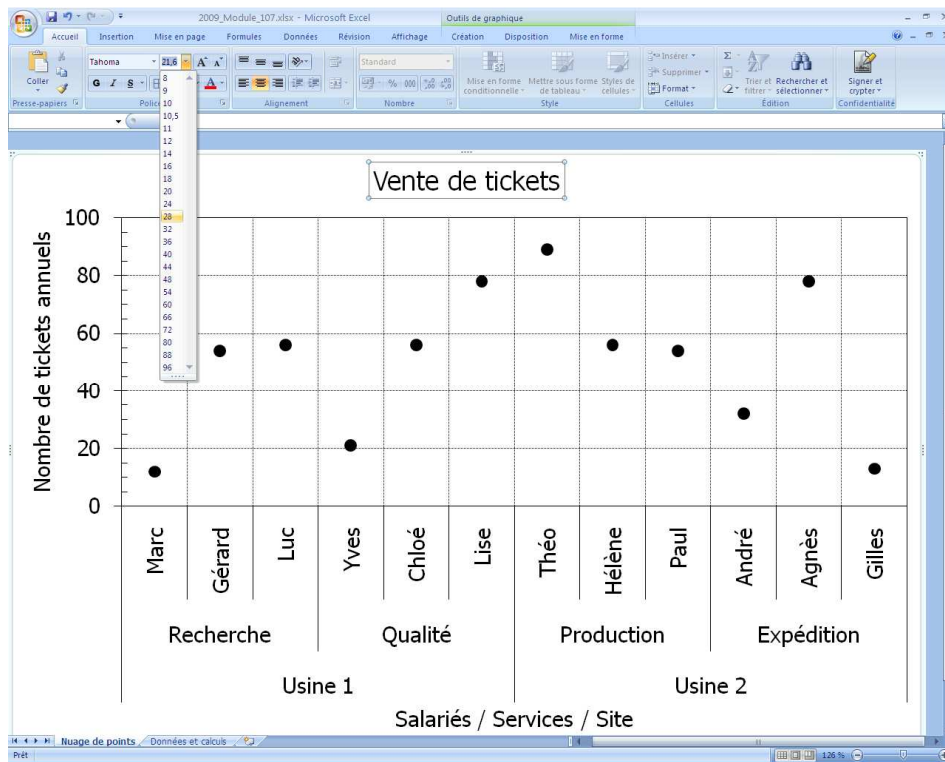 2009_Module_107.xlsx - Microsoft Excel
Outils de graphique
Accueil Insertion Mise en page Formules Données Révision Affichage Création Disposition Mise en forme
Coller
Tahoma 21,6
G I S
Standard
% 000
Mise en forme conditionnelle
Mettre sous forme de tableau
Styles de cellules
Insérer
Supprimer
Format
Trier et filtrer
Rechercher et sélectionner
Signer et crypter
Presse-papiers Police Alignement Nombre Style Cellules Édition Confidentialité
8
9
10
10,5
11
12
14
16
18
20
24
28
32
36
40
44
48
54
60
66
72
80
88
96
Vente de tickets
Nombre de tickets annuels
100
80
60
40
20
0
Marc Gérard Luc Yves Chloé Lise Théo Hélène Paul André Agnès Gilles
Recherche Qualité Production Expédition
Usine 1 Usine 2
Salariés / Services / Site
Nuage de points Données et calculs
Prêt 126 %